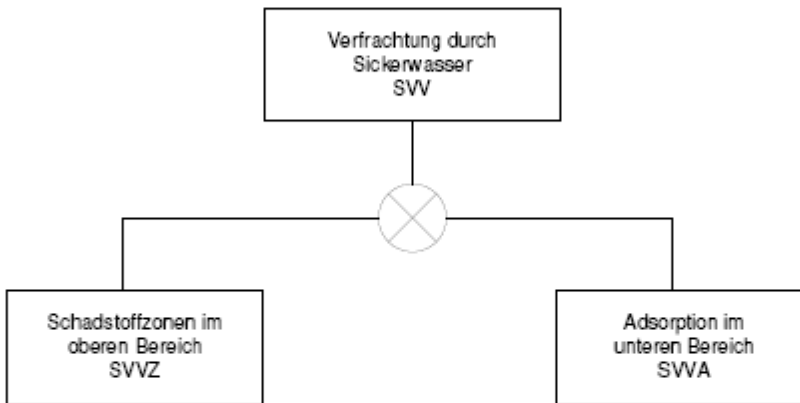 Verfrachtung durch
Sickerwasser
SVV
Schadstoffzonen im
oberen Bereich
SVVZ
Adsorption im
unteren Bereich
SVVA